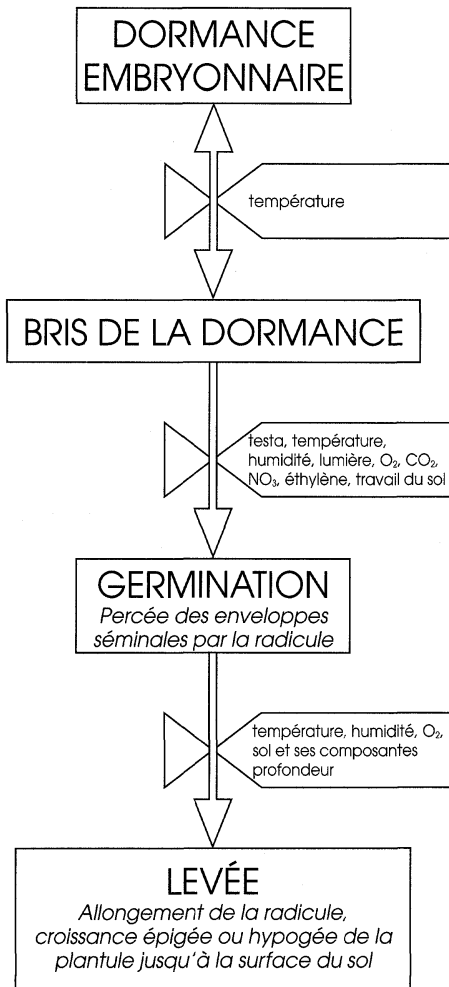 DORMANCE
EMBRYONNAIRE
température
BRIS DE LA DORMANCE
testa, température,
humidité, lumière, O₂, CO₂,
NO₃, éthylène, travail du sol
GERMINATION
Percée des enveloppes
séminales par la radicule
température, humidité, O₂,
sol et ses composantes
profondeur
LEVÉE
Allongement de la radicule,
croissance épigée ou hypogée de la
plantule jusqu'à la surface du sol